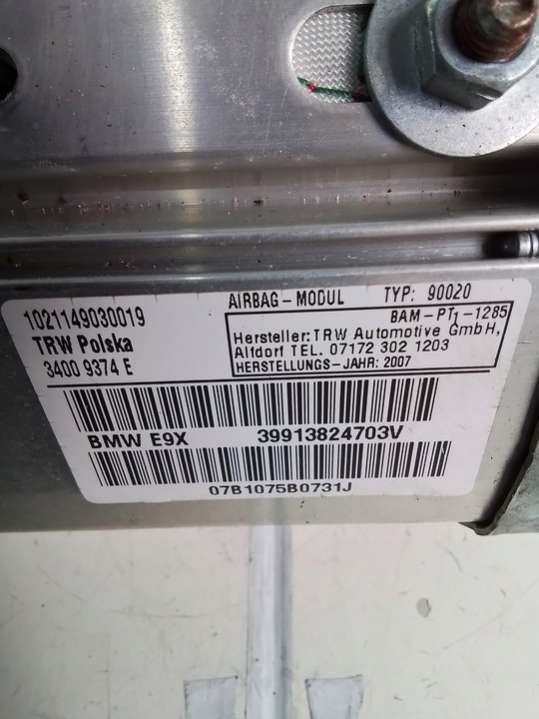 1021149030019
TRW Polska
3400 9374 E
AIRBAG-MODUL TYP: 90020
BAM-PT1-1285
Hersteller:TRW Automotive GmbH,
Altdorf TEL. 07172 302 1203
HERSTELLUNGS-JAHR: 2007
BMW E9X 39913824703V
07B1075B0731J